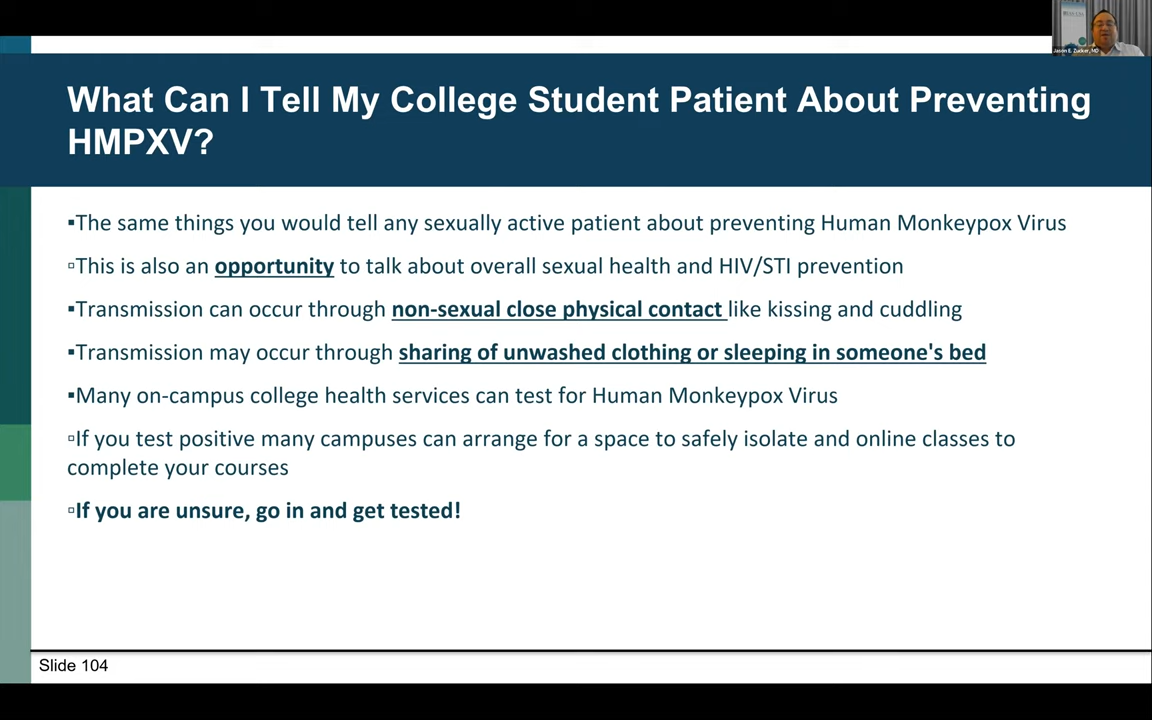 Jason E. Zucker, MD
What Can I Tell My College Student Patient About Preventing
HMPXV?
▪The same things you would tell any sexually active patient about preventing Human Monkeypox Virus
▫This is also an opportunity to talk about overall sexual health and HIV/STI prevention
▪Transmission can occur through non-sexual close physical contact like kissing and cuddling
▪Transmission may occur through sharing of unwashed clothing or sleeping in someone's bed
▪Many on-campus college health services can test for Human Monkeypox Virus
▫If you test positive many campuses can arrange for a space to safely isolate and online classes to
complete your courses
▫If you are unsure, go in and get tested!
Slide 104